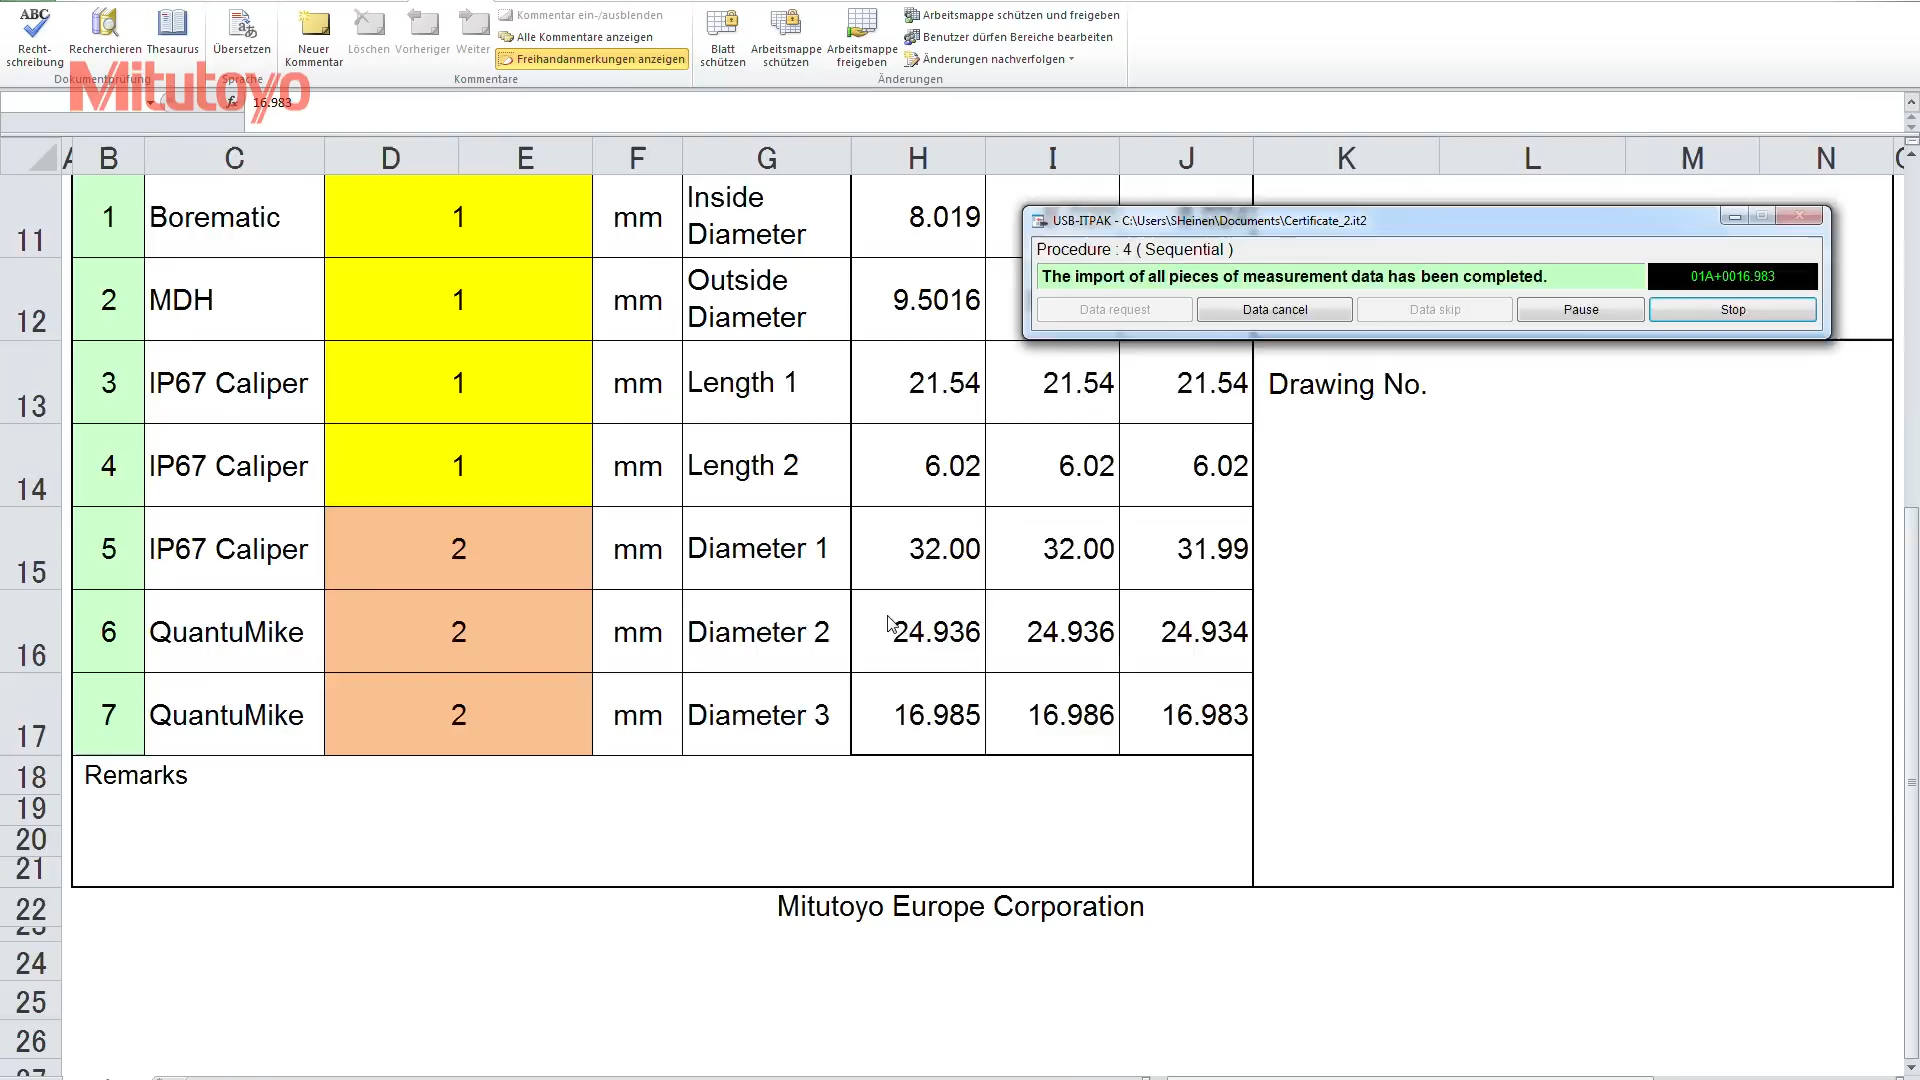 Recht-
schreibung
Recherchieren
Thesaurus
Übersetzen
Neuer
Kommentar
Löschen
Vorheriger
Weiter
Kommentar ein-/ausblenden
Alle Kommentare anzeigen
Freihandanmerkungen anzeigen
Blatt
schützen
Arbeitsmappe
schützen
Arbeitsmappe
freigeben
Arbeitsmappe schützen und freigeben
Benutzer dürfen Bereiche bearbeiten
Änderungen nachverfolgen
Dokumentprüfung
Sprache
Kommentare
Änderungen
Mitutoyo
fx 16.983
B C D E F G H I J K L M N
11 1 Borematic 1 mm Inside
Diameter 8.019
12 2 MDH 1 mm Outside
Diameter 9.5016
USB-ITPAK - C:\Users\SHeinen\Documents\Certificate_2.it2
Procedure : 4 ( Sequential )
The import of all pieces of measurement data has been completed. 01A+0016.983
Data request Data cancel Data skip Pause Stop
13 3 IP67 Caliper 1 mm Length 1 21.54 21.54 21.54 Drawing No.
14 4 IP67 Caliper 1 mm Length 2 6.02 6.02 6.02
15 5 IP67 Caliper 2 mm Diameter 1 32.00 32.00 31.99
16 6 QuantuMike 2 mm Diameter 2 24.936 24.936 24.934
17 7 QuantuMike 2 mm Diameter 3 16.985 16.986 16.983
18 Remarks
19
20
21
22 Mitutoyo Europe Corporation
24
25
26